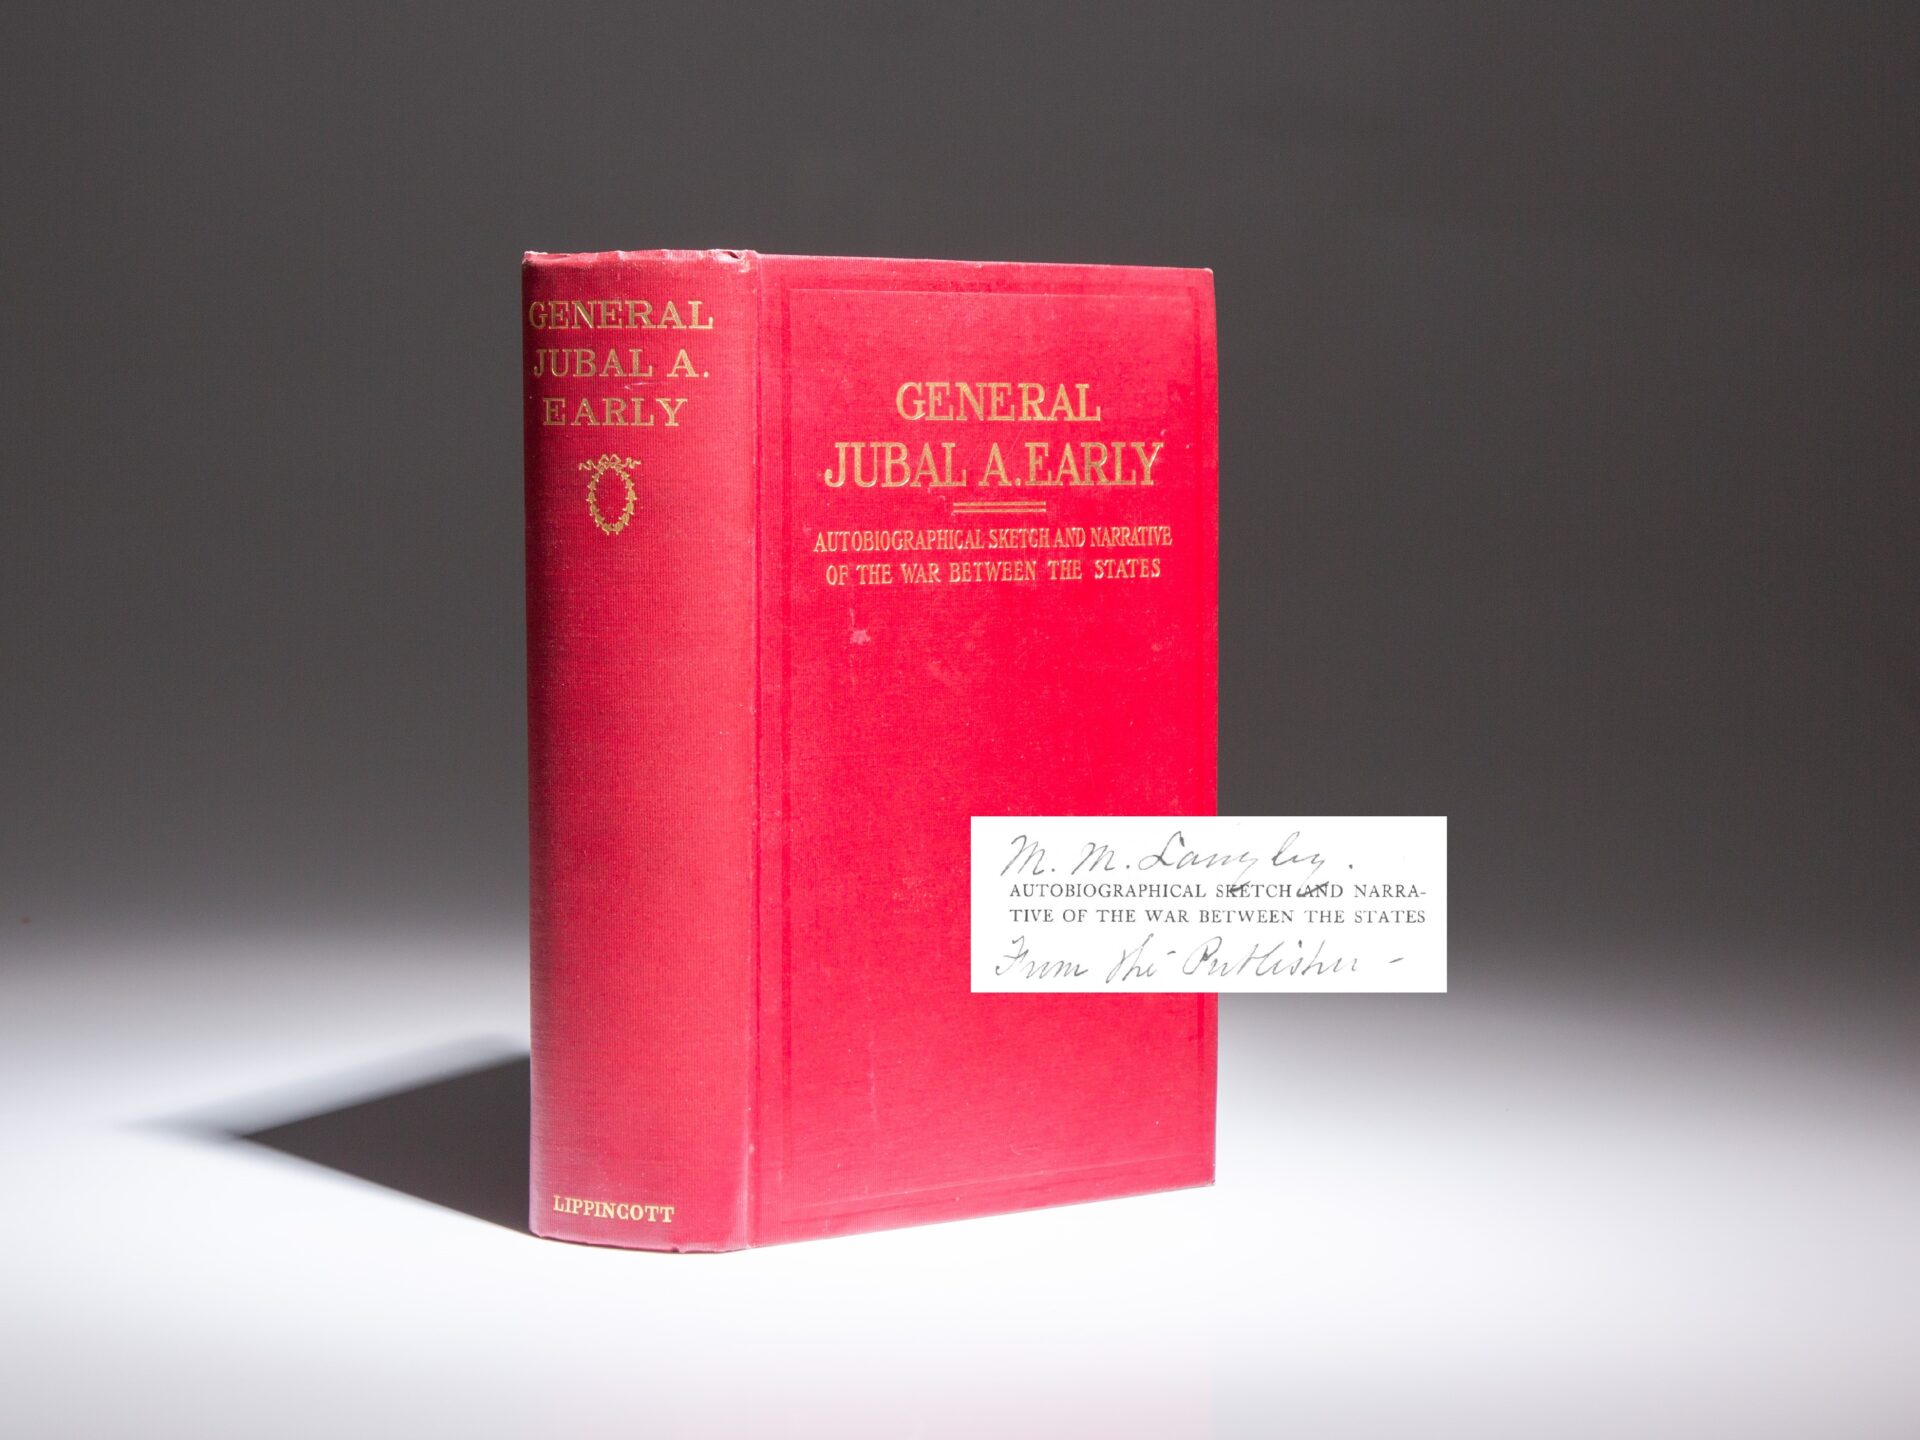 GENERAL
JUBAL A.
EARLY
LIPPINCOTT
GENERAL
JUBAL A. EARLY
AUTOBIOGRAPHICAL SKETCH AND NARRATIVE
OF THE WAR BETWEEN THE STATES
M. M. Langley.
AUTOBIOGRAPHICAL SKETCH AND NARRA-
TIVE OF THE WAR BETWEEN THE STATES
From the Publisher -